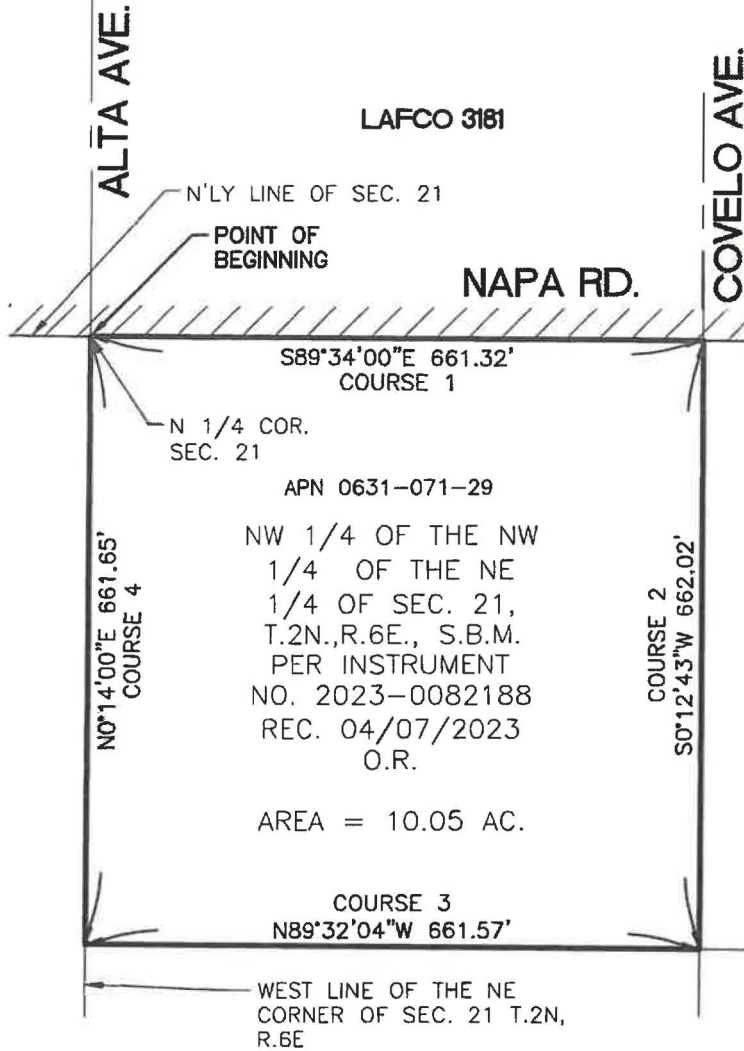 ALTA AVE.
COVELO AVE.
LAFCO 3181
N'LY LINE OF SEC. 21
POINT OF
BEGINNING
NAPA RD.
S89°34'00"E 661.32'
COURSE 1
N 1/4 COR.
SEC. 21
APN 0631-071-29
NW 1/4 OF THE NW
1/4 OF THE NE
1/4 OF SEC. 21,
T.2N.,R.6E., S.B.M.
PER INSTRUMENT
NO. 2023-0082188
REC. 04/07/2023
O.R.
AREA = 10.05 AC.
N0°14'00"E 661.65'
COURSE 4
COURSE 2
S0°12'43"W 662.02'
COURSE 3
N89°32'04"W 661.57'
WEST LINE OF THE NE
CORNER OF SEC. 21 T.2N,
R.6E